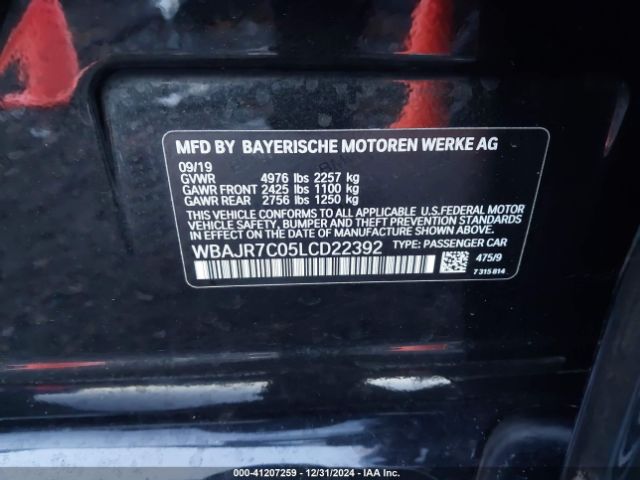 MFD BY BAYERISCHE MOTOREN WERKE AG
09/19
GVWR 4976 lbs 2257 kg
GAWR FRONT 2425 lbs 1100 kg
GAWR REAR 2756 lbs 1250 kg
THIS VEHICLE CONFORMS TO ALL APPLICABLE U.S.FEDERAL MOTOR
VEHICLE SAFETY, BUMPER AND THEFT PREVENTION STANDARDS
IN EFFECT ON THE DATE OF MANUFACTURE SHOWN ABOVE.
WBAJR7C05LCD22392 TYPE: PASSENGER CAR
475/9
7 315 814
000-41207259 - 12/31/2024 - IAA Inc.